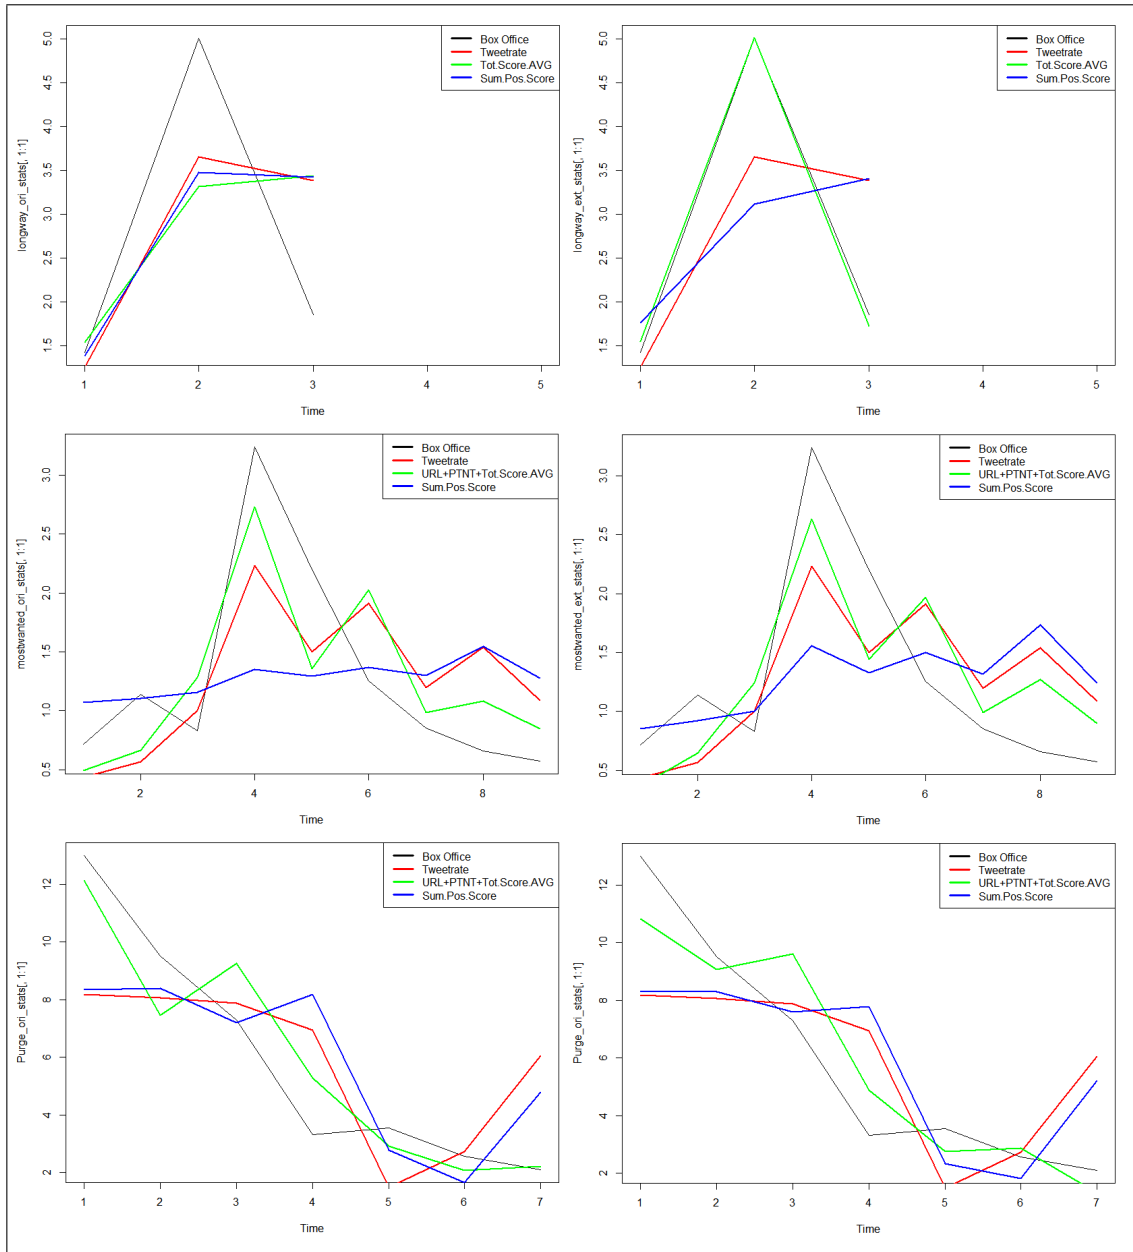 longway_ori_stats[, 1:1]
5.0
4.5
4.0
3.5
3.0
2.5
2.0
1.5
Box Office
Tweetrate
Tot.Score.AVG
Sum.Pos.Score
1 2 3 4 5
Time
longway_ext_stats[, 1:1]
5.0
4.5
4.0
3.5
3.0
2.5
2.0
1.5
Box Office
Tweetrate
Tot.Score.AVG
Sum.Pos.Score
1 2 3 4 5
Time
mostwanted_ori_stats[, 1:1]
3.0
2.5
2.0
1.5
1.0
0.5
Box Office
Tweetrate
URL+PTNT+Tot.Score.AVG
Sum.Pos.Score
2 4 6 8
Time
mostwanted_ext_stats[, 1:1]
3.0
2.5
2.0
1.5
1.0
0.5
Box Office
Tweetrate
URL+PTNT+Tot.Score.AVG
Sum.Pos.Score
2 4 6 8
Time
Purge_ori_stats[, 1:1]
12
10
8
6
4
2
Box Office
Tweetrate
URL+PTNT+Tot.Score.AVG
Sum.Pos.Score
1 2 3 4 5 6 7
Time
Purge_ori_stats[, 1:1]
12
10
8
6
4
2
Box Office
Tweetrate
URL+PTNT+Tot.Score.AVG
Sum.Pos.Score
1 2 3 4 5 6 7
Time